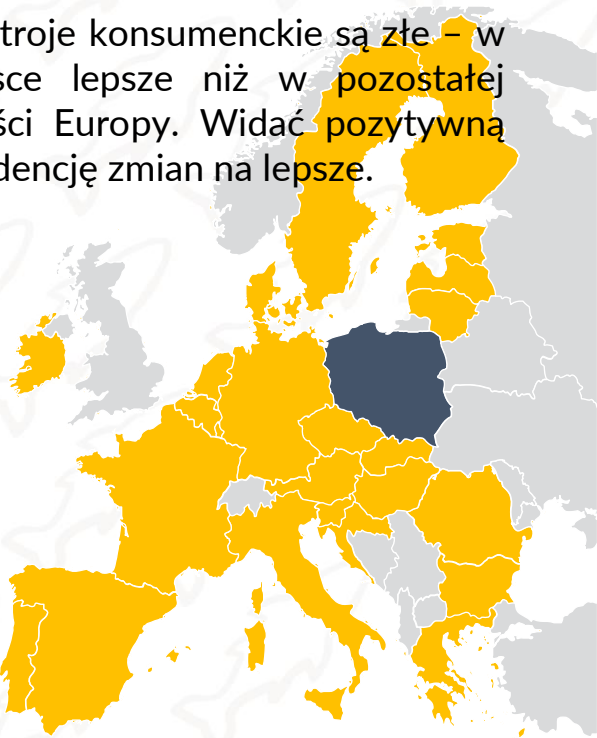 troje konsumenckie są złe – w
sce lepsze niż w pozostałej
ści Europy. Widać pozytywną
dencję zmian na lepsze.